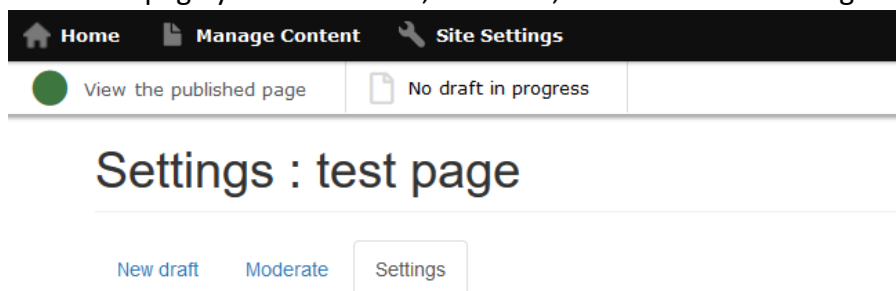 Home Manage Content Site Settings
View the published page No draft in progress
Settings : test page
New draft Moderate Settings